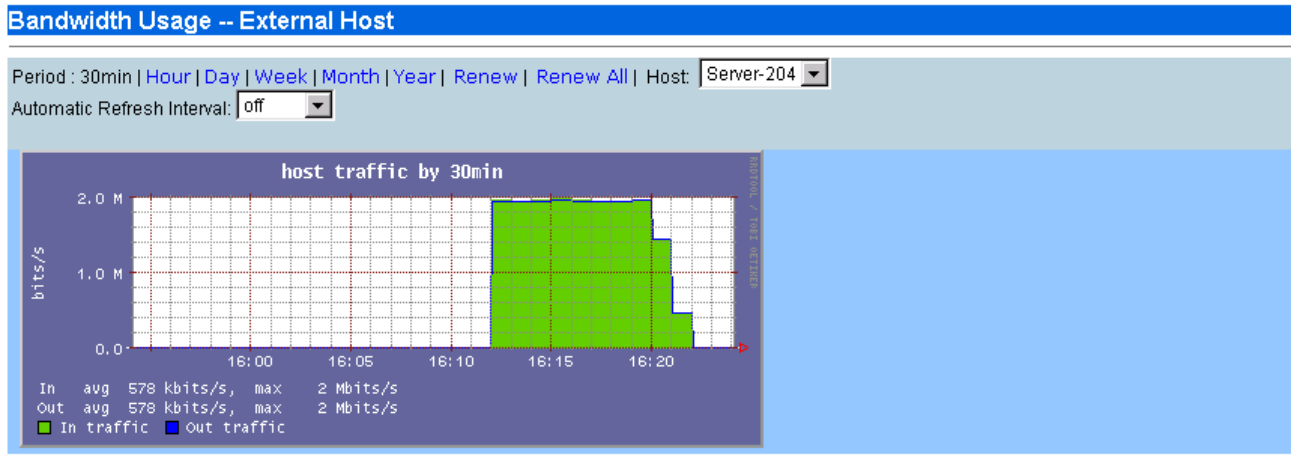 Bandwidth Usage -- External Host
Period : 30min | Hour | Day | Week | Month | Year | Renew | Renew All | Host: Server-204
Automatic Refresh Interval: off
host traffic by 30min
RRDTOOL / TOBI OETIKER
bits/s
2.0 M
1.0 M
0.0
16:00 16:05 16:10 16:15 16:20
In avg 578 kbits/s, max 2 Mbits/s
Out avg 578 kbits/s, max 2 Mbits/s
In traffic Out traffic